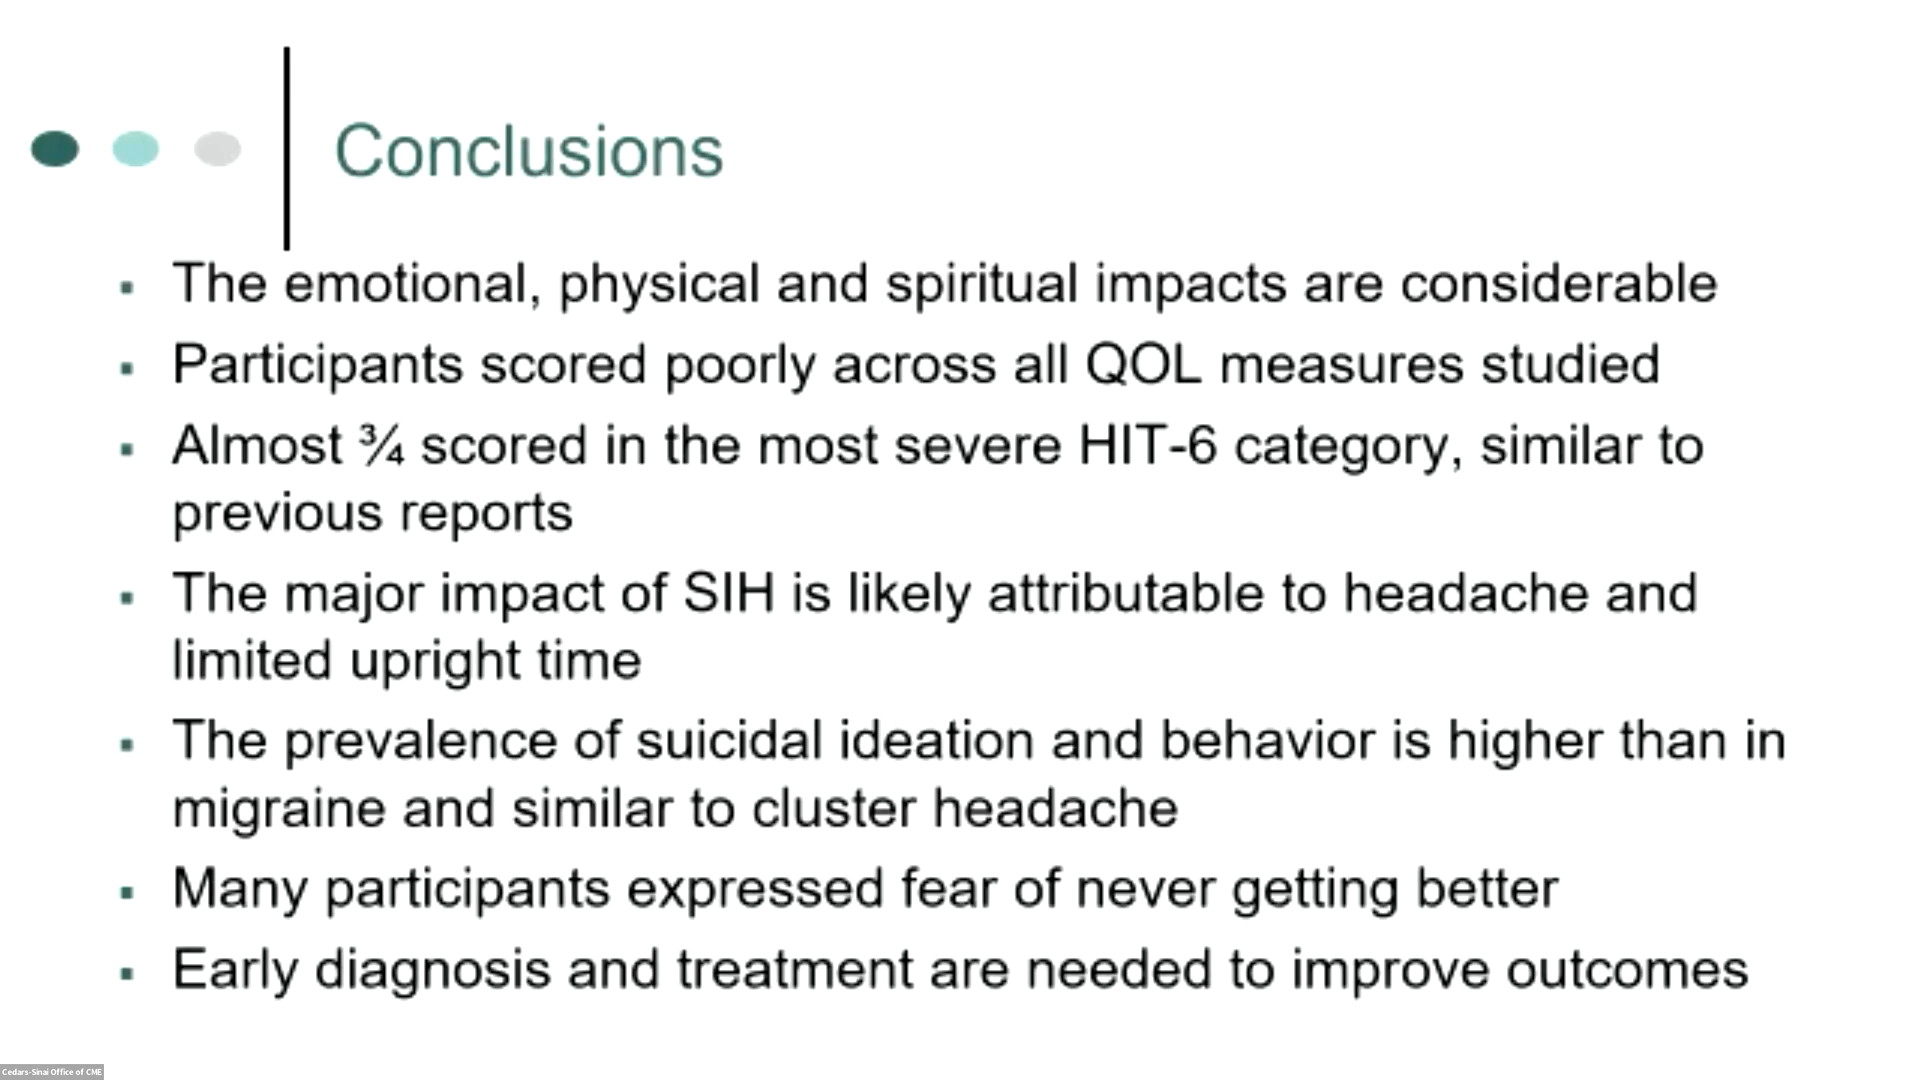 Conclusions
▪ The emotional, physical and spiritual impacts are considerable
▪ Participants scored poorly across all QOL measures studied
▪ Almost ¾ scored in the most severe HIT-6 category, similar to
previous reports
▪ The major impact of SIH is likely attributable to headache and
limited upright time
▪ The prevalence of suicidal ideation and behavior is higher than in
migraine and similar to cluster headache
▪ Many participants expressed fear of never getting better
▪ Early diagnosis and treatment are needed to improve outcomes
Cedars-Sinai Office of CME